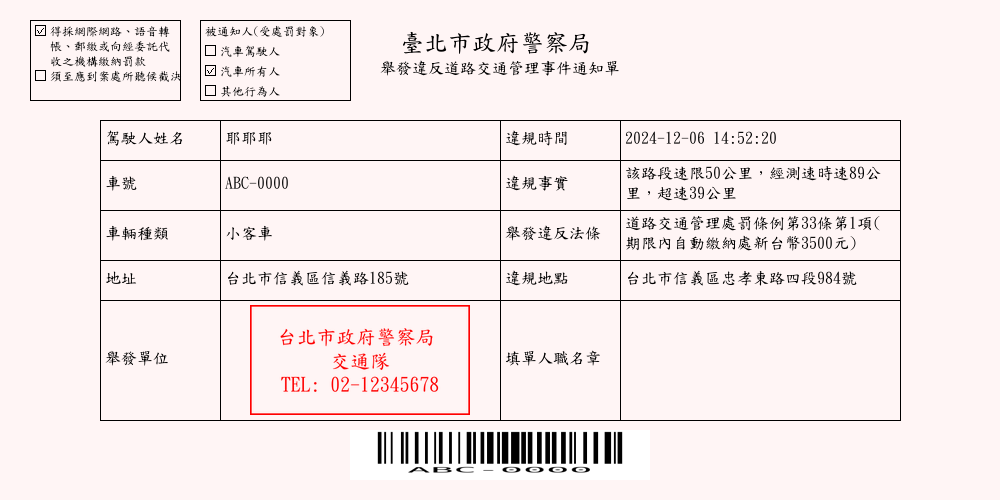 得採網際網路、語音轉
帳、郵繳或向經委託代
收之機構繳納罰款
須至應到案處所聽候裁決
被通知人(受處罰對象)
汽車駕駛人
汽車所有人
其他行為人
臺北市政府警察局
舉發違反道路交通管理事件通知單
駕駛人姓名
耶耶耶
違規時間
2024-12-06 14:52:20
車號
ABC-0000
違規事實
該路段速限50公里，經測速時速89公
里，超速39公里
車輛種類
小客車
舉發違反法條
道路交通管理處罰條例第33條第1項(
期限內自動繳納處新台幣3500元)
地址
台北市信義區信義路185號
違規地點
台北市信義區忠孝東路四段984號
舉發單位
台北市政府警察局
交通隊
TEL: 02-12345678
填單人職名章
ABC-0000